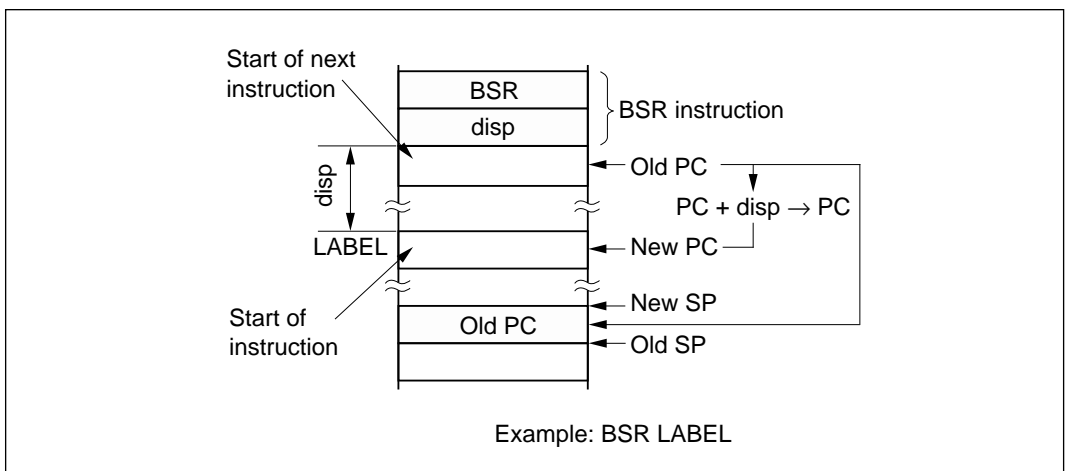 Start of next
instruction
BSR
disp
BSR instruction
disp
Old PC
PC + disp → PC
LABEL
New PC
New SP
Start of
instruction
Old PC
Old SP
Example: BSR LABEL